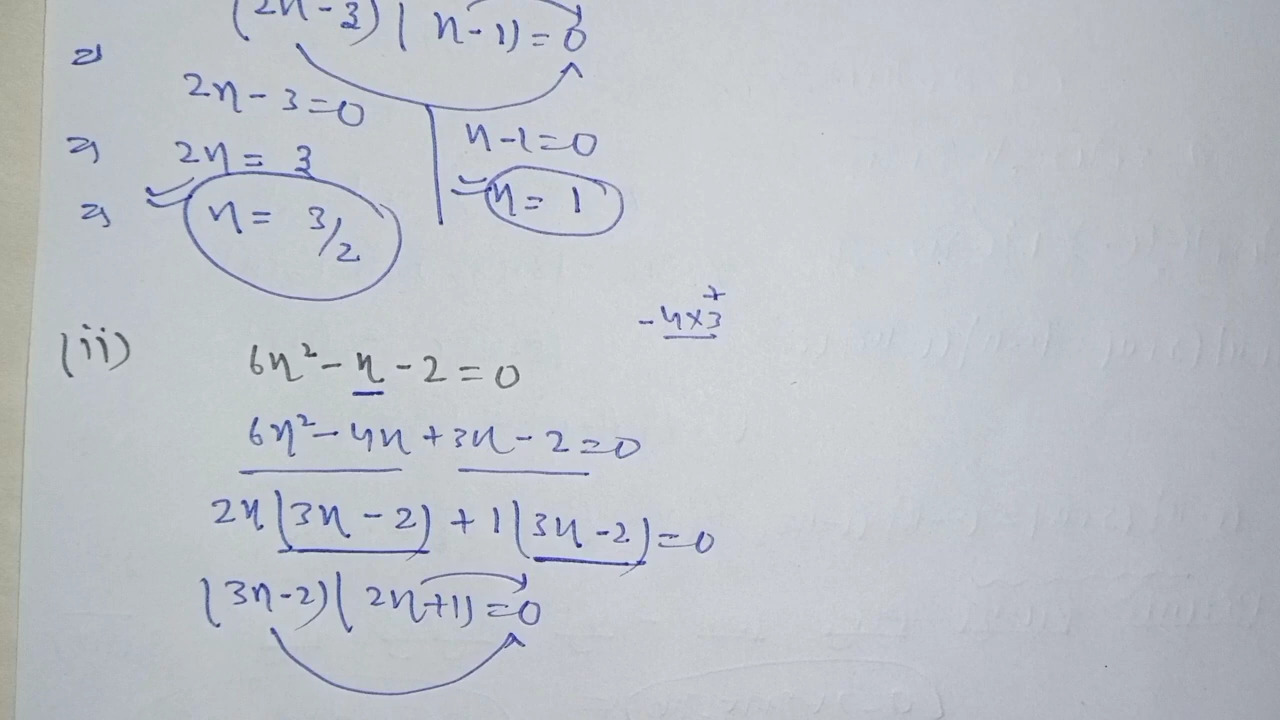 (2x-3)(x-1)=0
⇒ 2x-3=0
x-1=0
⇒ 2x=3
⇒ x=3/2
⇒ x=1
-4×3
+
(ii) 6x²-x-2=0
6x²-4x+3x-2=0
2x(3x-2)+1(3x-2)=0
(3x-2)(2x+1)=0